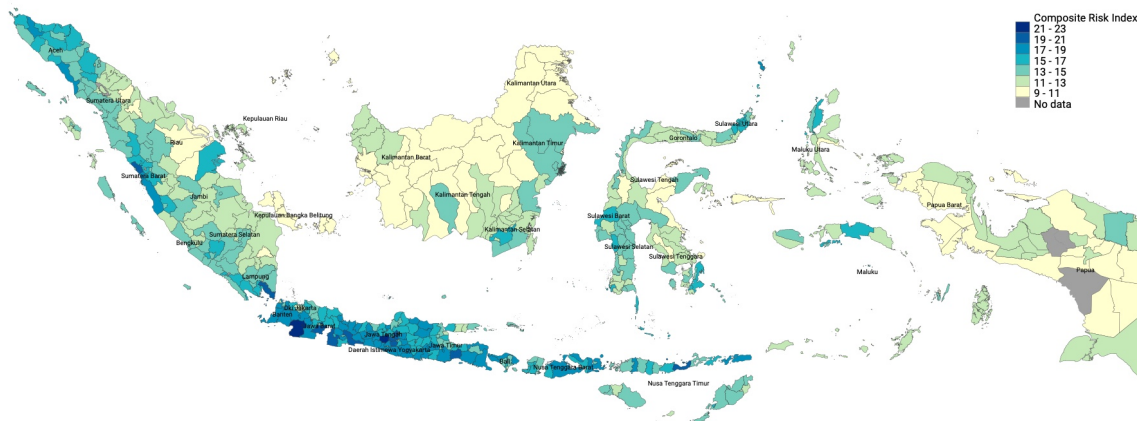 Composite Risk Index
21 - 23
19 - 21
17 - 19
15 - 17
13 - 15
11 - 13
9 - 11
No data
Aceh
Sumatera Utara
Kepulauan Riau
Riau
Sumatera Barat
Jambi
Kepulauan Bangka Belitung
Sumatera Selatan
Bengkulu
Lampung
DKI Jakarta
Banten
Jawa Barat
Jawa Tengah
Daerah Istimewa Yogyakarta
Jawa Timur
Bali
Nusa Tenggara Barat
Nusa Tenggara Timur
Kalimantan Utara
Kalimantan Timur
Kalimantan Barat
Kalimantan Tengah
Kalimantan Selatan
Sulawesi Utara
Gorontalo
Sulawesi Tengah
Sulawesi Barat
Sulawesi Selatan
Sulawesi Tenggara
Maluku Utara
Maluku
Papua Barat
Papua